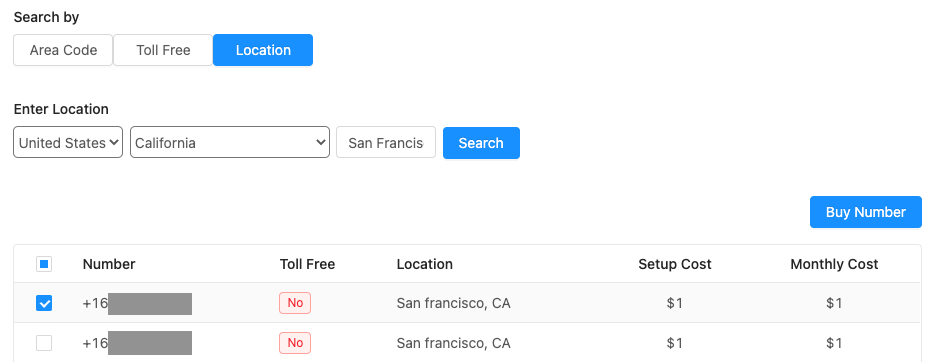 Search by
Area Code Toll Free Location
Enter Location
United States California San Francis Search
Buy Number
Number Toll Free Location Setup Cost Monthly Cost
+16 No San francisco, CA $1 $1
+16 No San francisco, CA $1 $1